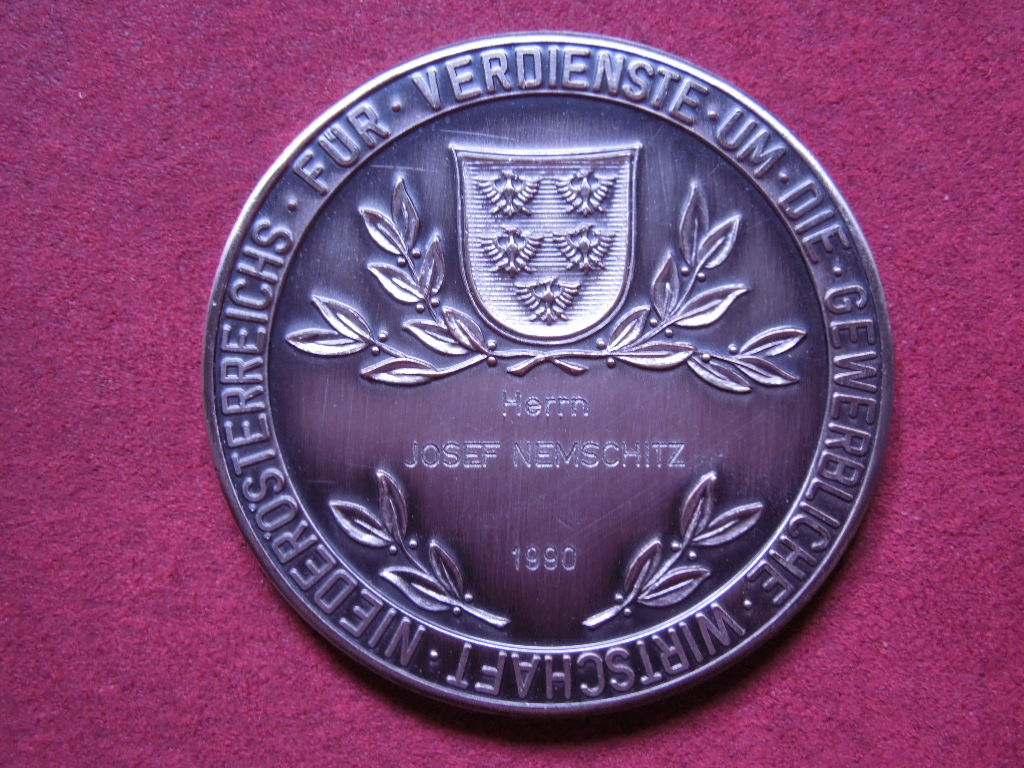 FÜR · VERDIENSTE · UM · DIE · GEWERBLICHE · WIRTSCHAFT · NIEDERÖSTERREICHS ·
Herrn
JOSEF NEMSCHITZ
1990